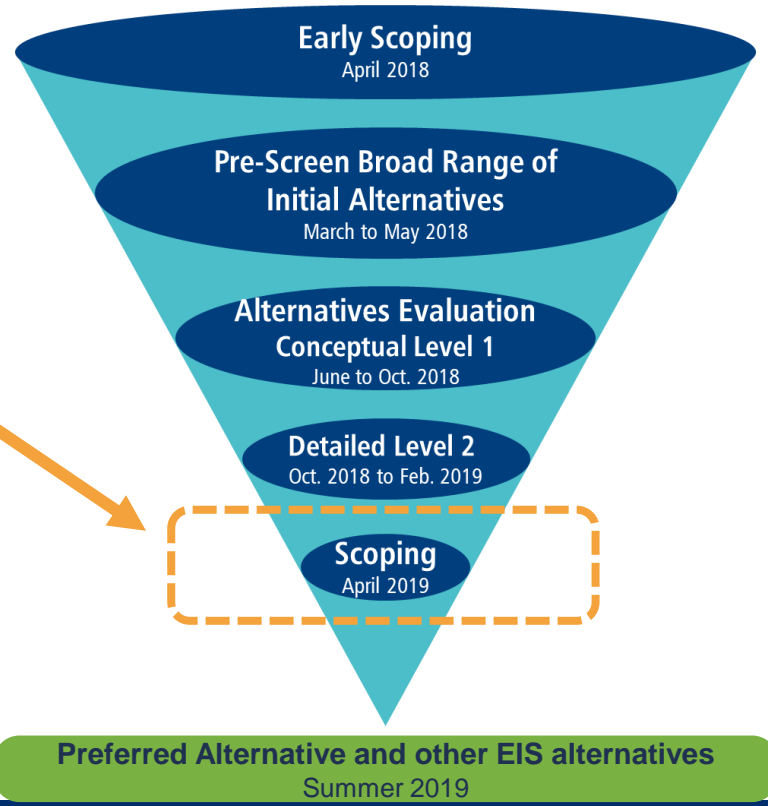 Early Scoping
April 2018
Pre-Screen Broad Range of
Initial Alternatives
March to May 2018
Alternatives Evaluation
Conceptual Level 1
June to Oct. 2018
Detailed Level 2
Oct. 2018 to Feb. 2019
Scoping
April 2019
Preferred Alternative and other EIS alternatives
Summer 2019